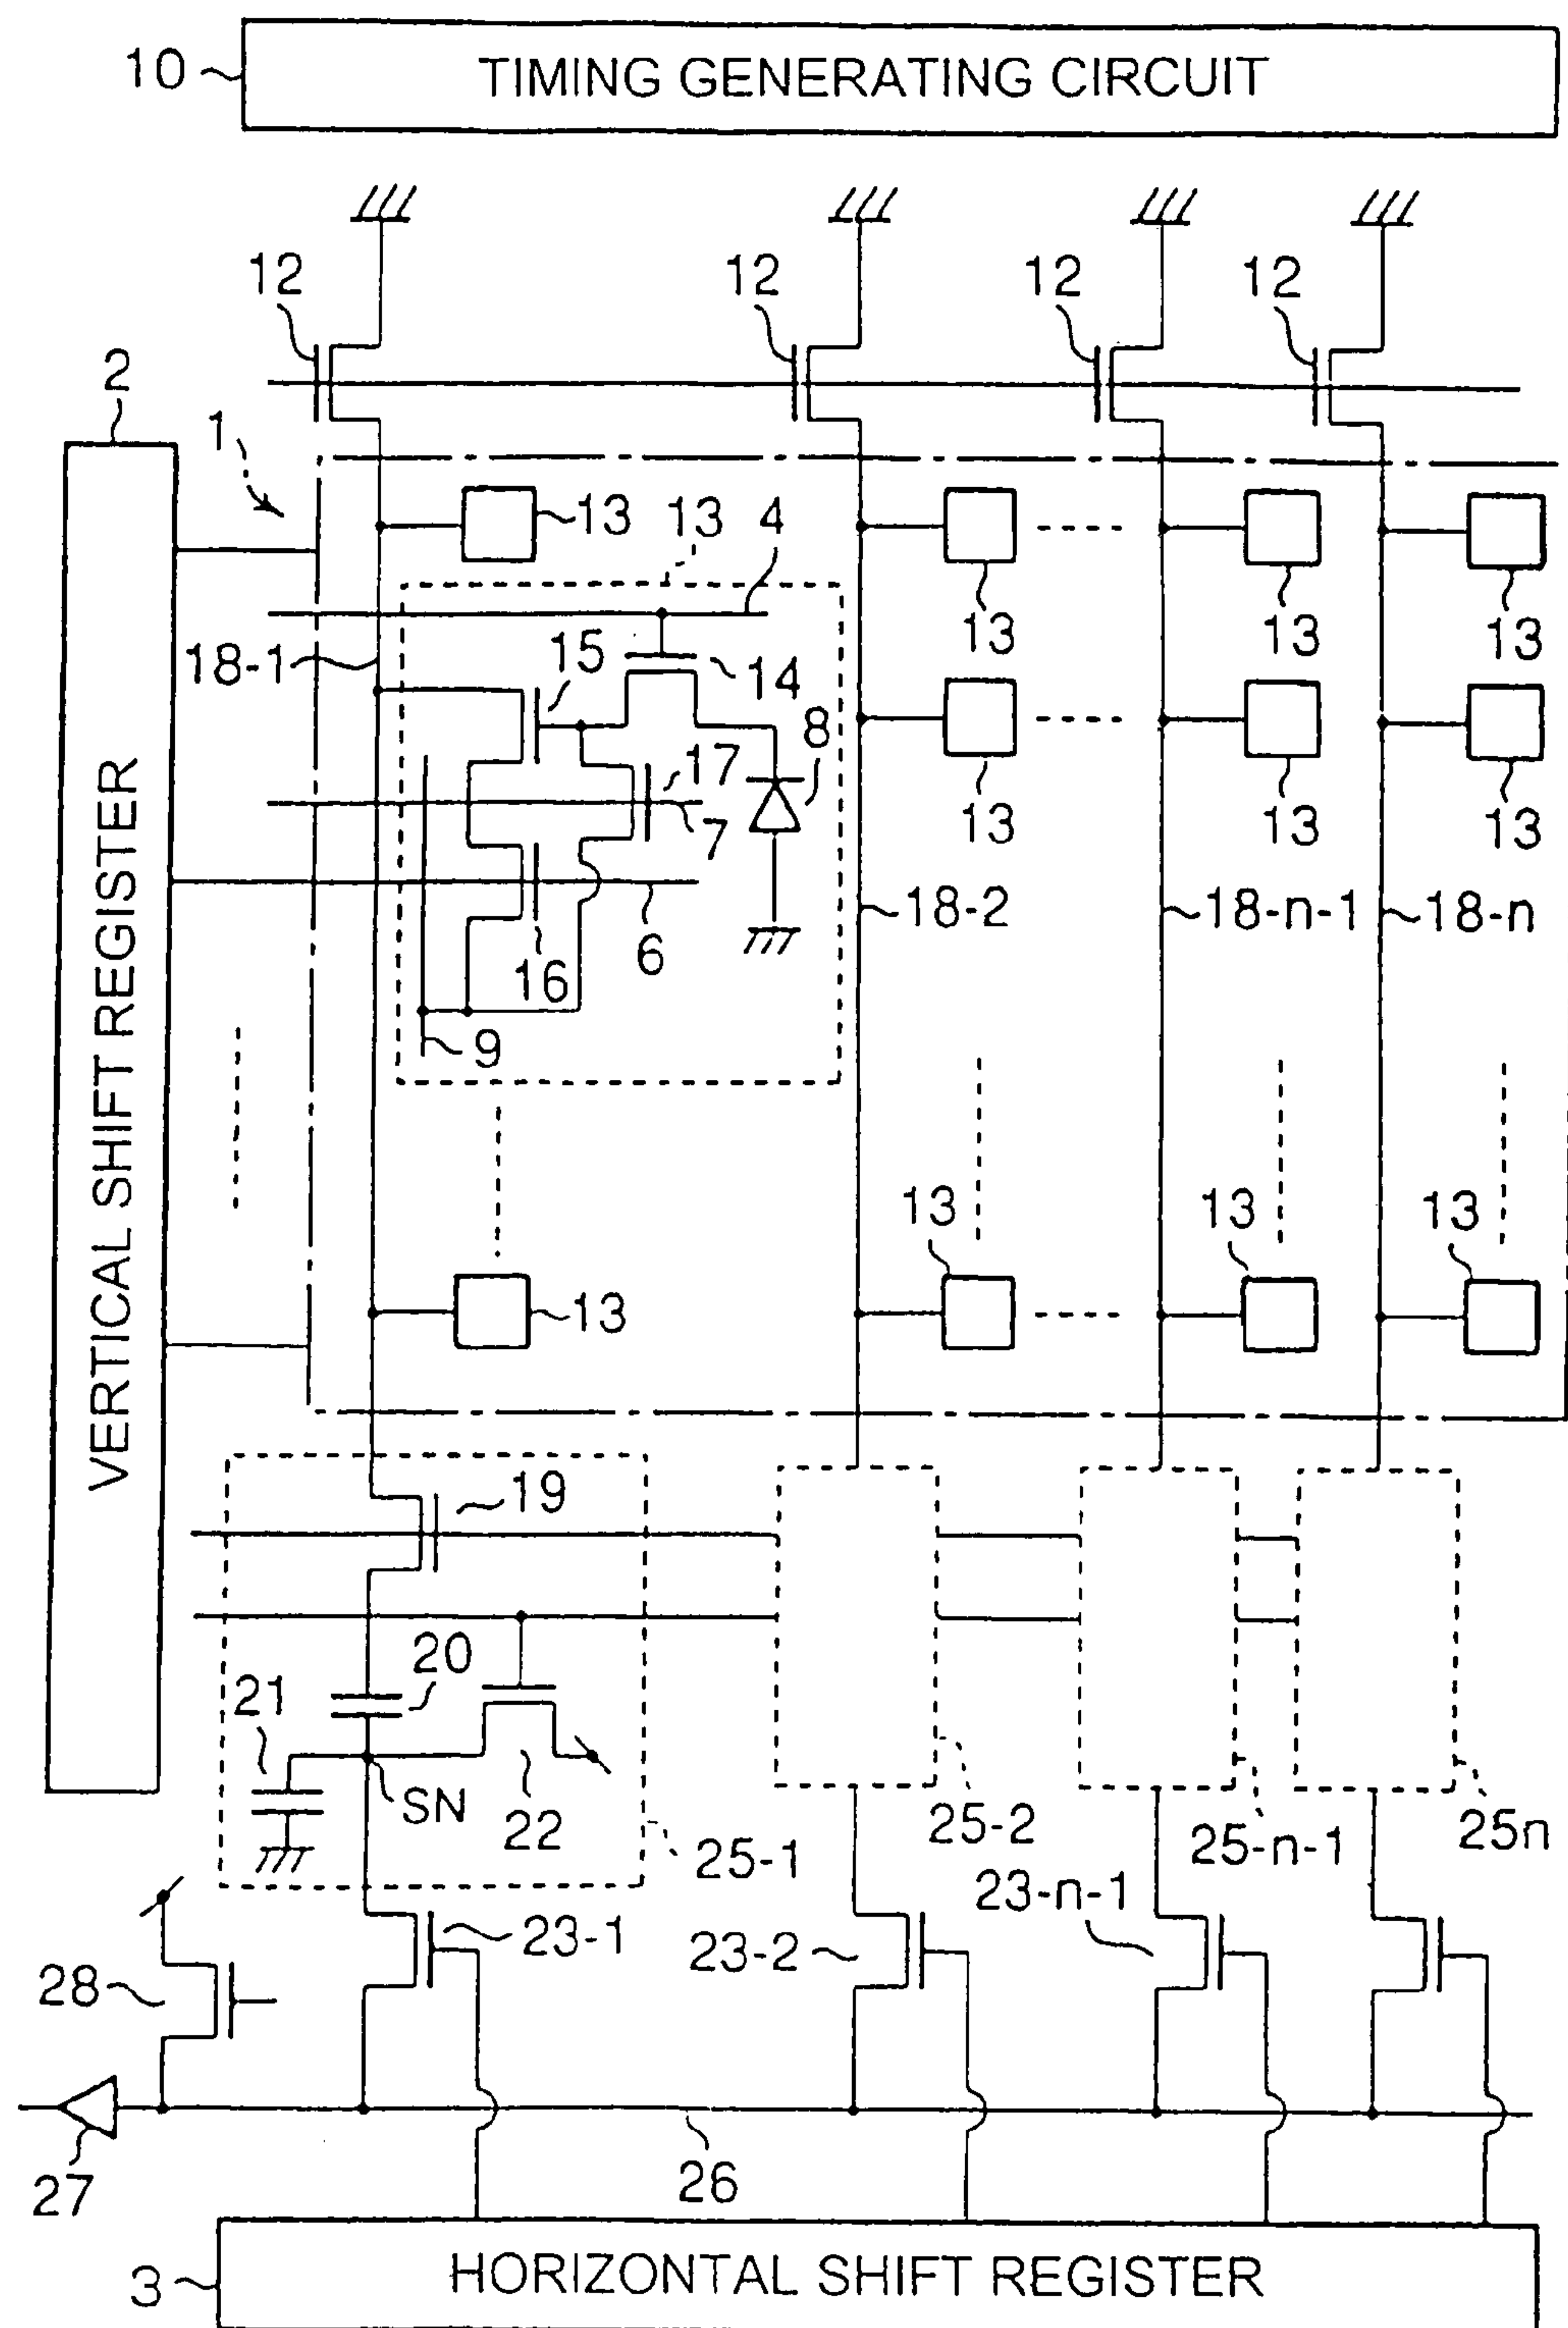 10 TIMING GENERATING CIRCUIT
12 12 12 12
2
1
13 13 4
13 13 13
18-1 15 14
8
17
7
13 13 13
18-2 18-n-1 18-n
6
16
9
VERTICAL SHIFT REGISTER
13 13 13
13
19
20
21
SN
22
25-1 25-2 25-n-1 25n
23-n-1
23-1 23-2
28
27
26
3 HORIZONTAL SHIFT REGISTER